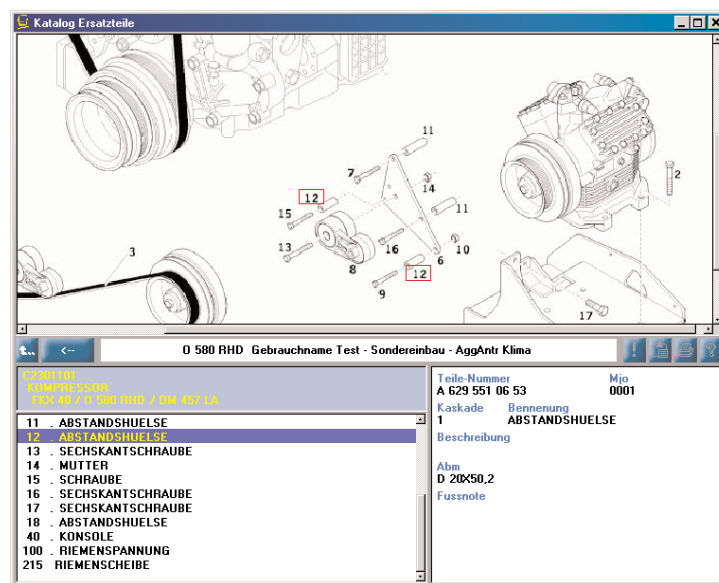 Katalog Ersatzteile
11
7
2
14
12
11
15
13
16
10
3
8
6
12
9
17
<--
O 580 RHD Gebrauchname Test - Sondereinbau - AggAntr Klima
C2301101
KOMPRESSOR
FKX 40 / O 580 RHD / OM 457 LA
11 . ABSTANDSHUELSE
12 . ABSTANDSHUELSE
13 . SECHSKANTSCHRAUBE
14 . MUTTER
15 . SCHRAUBE
16 . SECHSKANTSCHRAUBE
17 . SECHSKANTSCHRAUBE
18 . ABSTANDSHUELSE
40 . KONSOLE
100 . RIEMENSPANNUNG
215 RIEMENSCHEIBE
Teile-Nummer Mjo
A 629 551 06 53 0001
Kaskade Bennenung
1 ABSTANDSHUELSE
Beschreibung
Abm
D 20X50,2
Fussnote